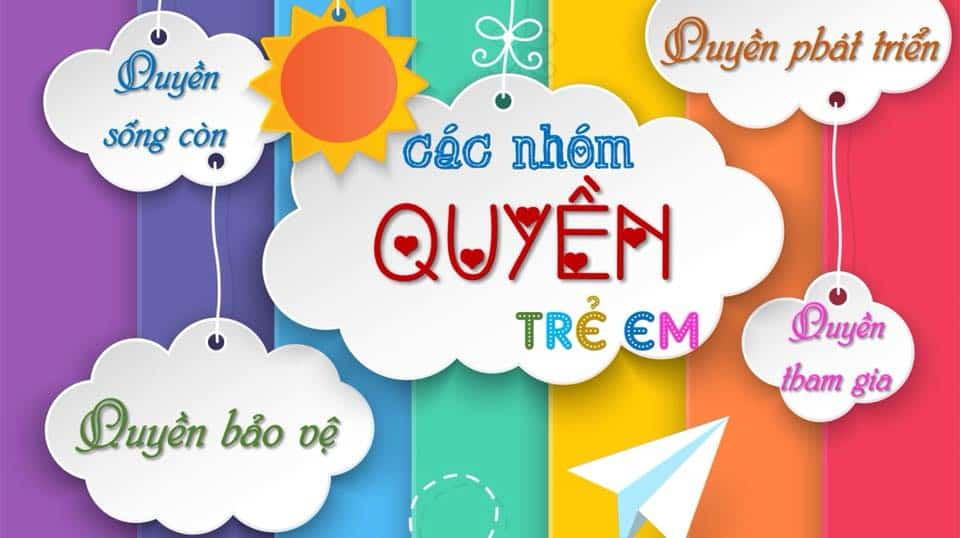 Quyền
sống còn
các nhóm
QUYỀN
TRẺ EM
Quyền phát triển
Quyền bảo vệ
Quyền
tham gia